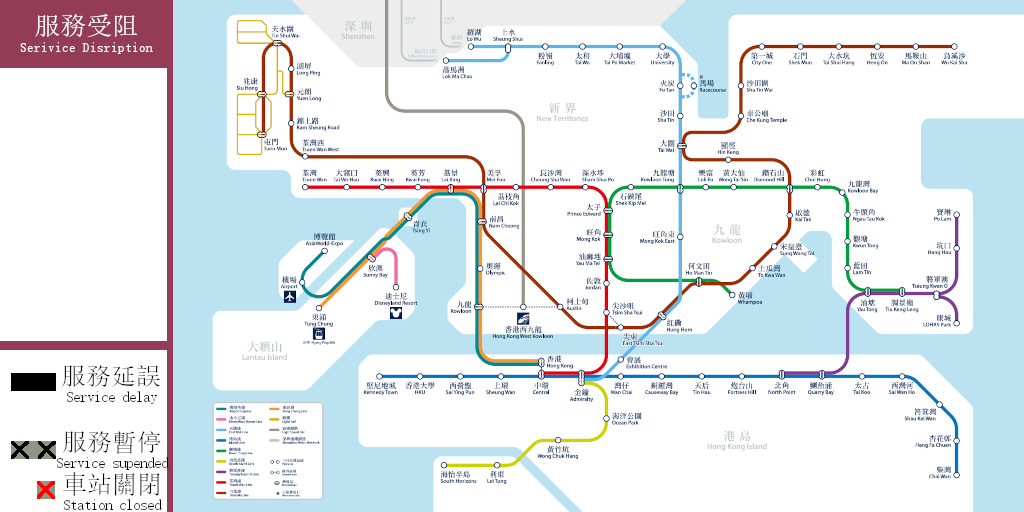 服務受阻
Serivice Disription
服務延誤
Service delay
服務暫停
Service supended
車站關閉
Station closed
深圳
Shenzhen
新界
New Territories
九龍
Kowloon
大嶼山
Lantau Island
港島
Hong Kong Island
天水圍
Tin Shui Wai
朗屏
Long Ping
兆康
Siu Hong
元朗
Yuen Long
錦上路
Kam Sheung Road
屯門
Tuen Mun
荃灣西
Tsuen Wan West
羅湖
Lo Wu
上水
Sheung Shui
落馬洲
Lok Ma Chau
粉嶺
Fanling
太和
Tai Wo
大埔墟
Tai Po Market
大學
University
火炭
Fo Tan
馬場
Racecourse
沙田
Sha Tin
大圍
Tai Wai
第一城
City One
石門
Shek Mun
大水坑
Tai Shui Hang
恆安
Heng On
馬鞍山
Ma On Shan
烏溪沙
Wu Kai Sha
沙田圍
Sha Tin Wai
車公廟
Che Kung Temple
顯徑
Hin Keng
荃灣
Tsuen Wan
大窩口
Tai Wo Hau
葵興
Kwai Hing
葵芳
Kwai Fong
荔景
Lai King
美孚
Mei Foo
荔枝角
Lai Chi Kok
長沙灣
Cheung Sha Wan
深水埗
Sham Shui Po
太子
Prince Edward
石硤尾
Shek Kip Mei
九龍塘
Kowloon Tong
樂富
Lok Fu
黃大仙
Wong Tai Sin
鑽石山
Diamond Hill
彩虹
Choi Hung
九龍灣
Kowloon Bay
牛頭角
Ngau Tau Kok
觀塘
Kwun Tong
藍田
Lam Tin
油塘
Yau Tong
調景嶺
Tiu Keng Leng
將軍澳
Tseung Kwan O
坑口
Hang Hau
寶琳
Po Lam
康城
LOHAS Park
啟德
Kai Tak
宋皇臺
Sung Wong Toi
土瓜灣
To Kwa Wan
何文田
Ho Man Tin
黃埔
Whampoa
紅磡
Hung Hom
旺角東
Mong Kok East
旺角
Mong Kok
油麻地
Yau Ma Tei
佐敦
Jordan
尖沙咀
Tsim Sha Tsui
尖東
East Tsim Sha Tsui
柯士甸
Austin
香港西九龍
Hong Kong West Kowloon
南昌
Nam Cheong
奧運
Olympic
九龍
Kowloon
青衣
Tsing Yi
博覽館
AsiaWorld-Expo
機場
Airport
欣澳
Sunny Bay
迪士尼
Disneyland Resort
東涌
Tung Chung
香港
Hong Kong
中環
Central
金鐘
Admiralty
會展
Exhibition Centre
堅尼地城
Kennedy Town
香港大學
HKU
西營盤
Sai Ying Pun
上環
Sheung Wan
灣仔
Wan Chai
銅鑼灣
Causeway Bay
天后
Tin Hau
炮台山
Fortress Hill
北角
North Point
鰂魚涌
Quarry Bay
太古
Tai Koo
西灣河
Sai Wan Ho
筲箕灣
Shau Kei Wan
杏花邨
Heng Fa Chuen
柴灣
Chai Wan
海洋公園
Ocean Park
黃竹坑
Wong Chuk Hang
利東
Lei Tung
海怡半島
South Horizons